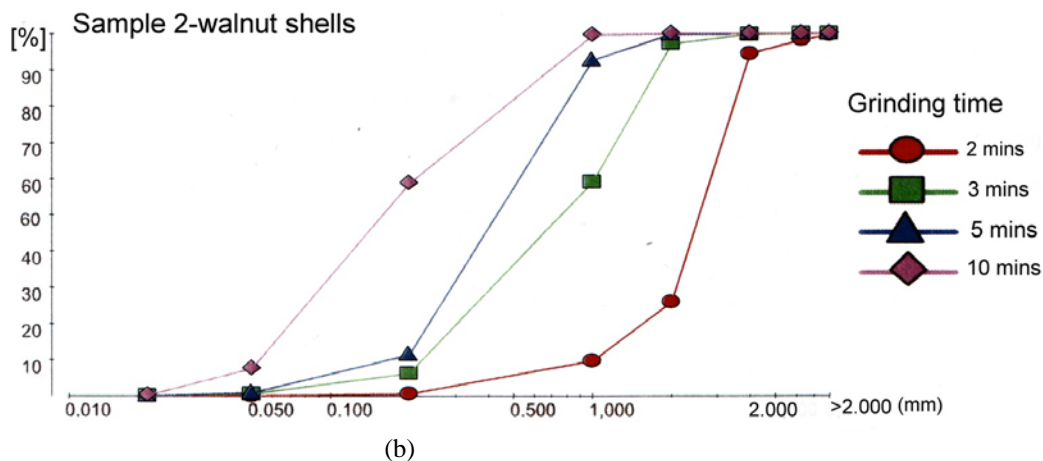 Sample 2-walnut shells
[%]
90
80
70
60
50
40
30
20
10
0.010 0.050 0.100 0.500 1,000 2.000 >2.000 (mm)
Grinding time
2 mins
3 mins
5 mins
10 mins
(b)